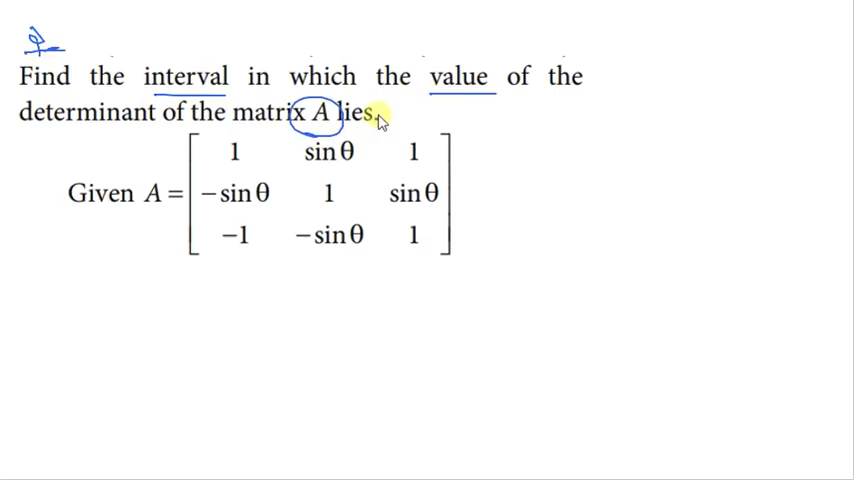 Find the interval in which the value of the
determinant of the matrix A lies.
Given A = [ 1 sinθ 1
−sinθ 1 sinθ
−1 −sinθ 1 ]